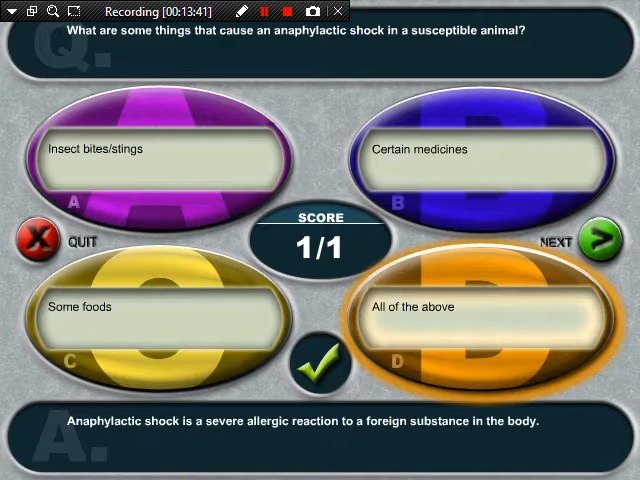 Recording [00:13:41]
Q.
What are some things that cause an anaphylactic shock in a susceptible animal?
A
Insect bites/stings
A
B
Certain medicines
B
SCORE
1/1
QUIT
NEXT
C
Some foods
C
D
All of the above
D
A.
Anaphylactic shock is a severe allergic reaction to a foreign substance in the body.